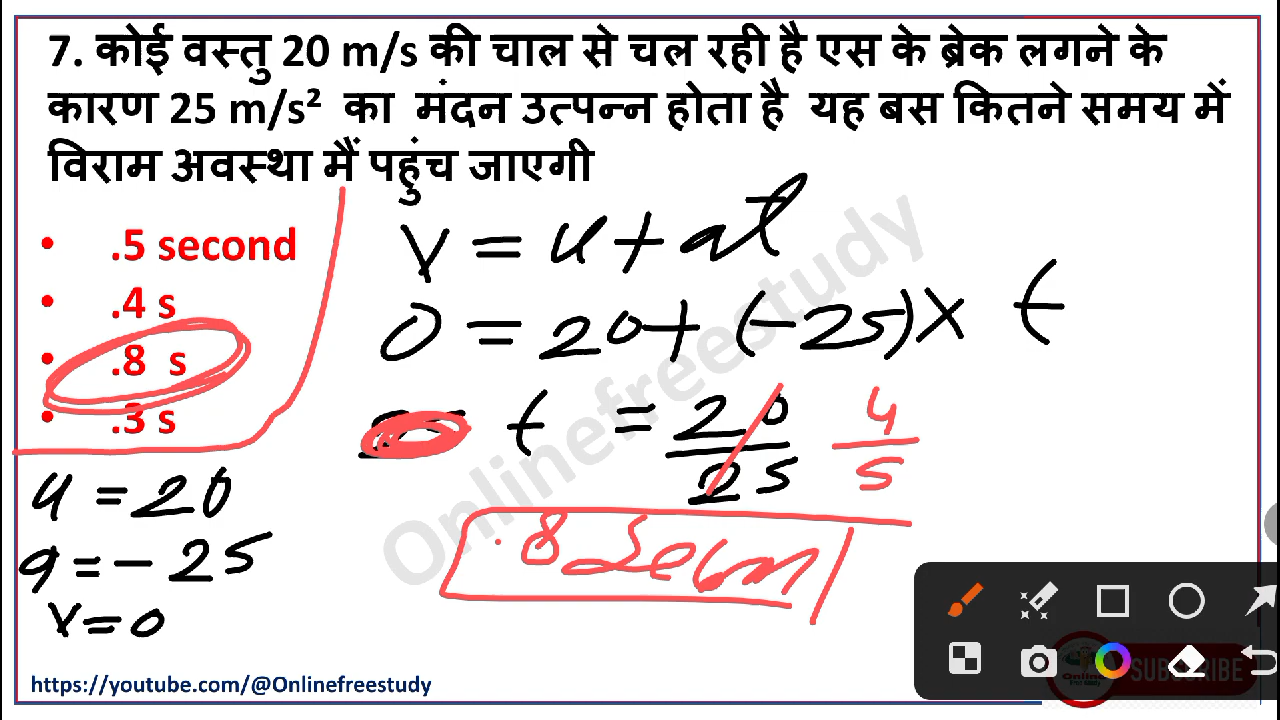 7. कोई वस्तु 20 m/s की चाल से चल रही है एस के ब्रेक लगने के
कारण 25 m/s² का मंदन उत्पन्न होता है यह बस कितने समय में
विराम अवस्था मैं पहुंच जाएगी
• .5 second
• .4 s
• .8 s
• .3 s
v = u + at
0 = 20 + (-25) x t
t = 20/25 4/5
.8
u = 20
a = - 25
v = 0
Onlinefreestudy
https://youtube.com/@Onlinefreestudy
SUBSCRIBE